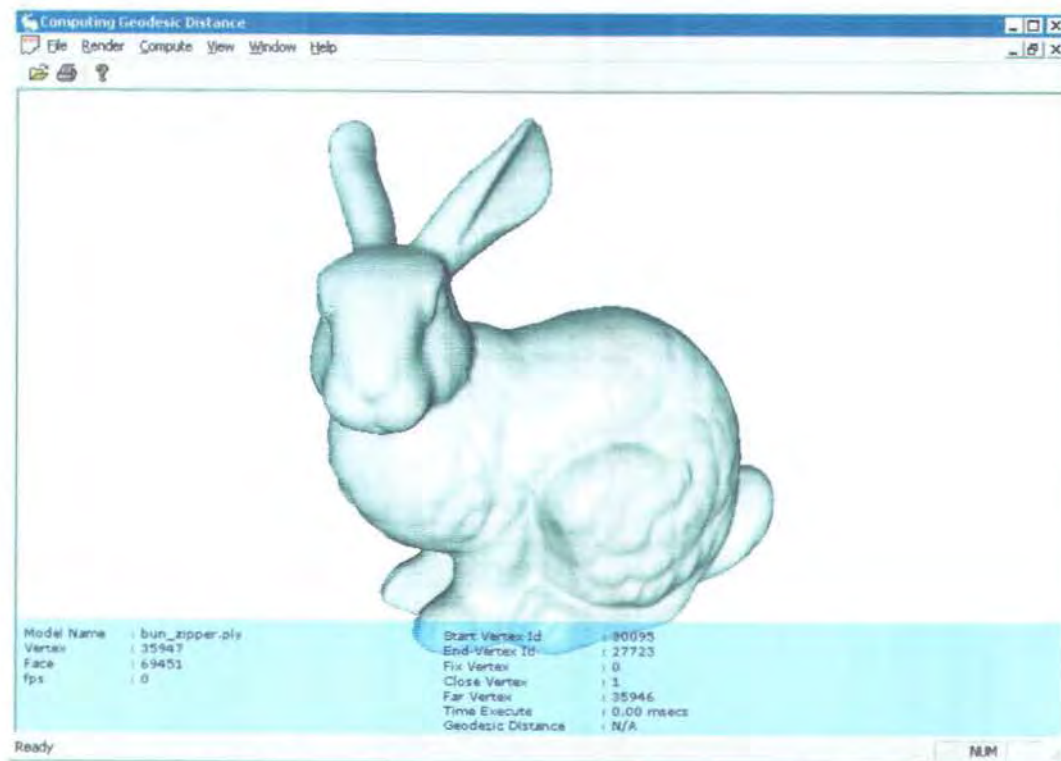 Computing Geodesic Distance
File Render Compute View Window Help
Model Name : bun_zipper.ply
Vertex : 35947
Face : 69451
fps : 0
Start Vertex Id : 30095
End Vertex Id : 27723
Fix Vertex : 0
Close Vertex : 1
Far Vertex : 35946
Time Execute : 0.00 msecs
Geodesic Distance : N/A
Ready
NUM